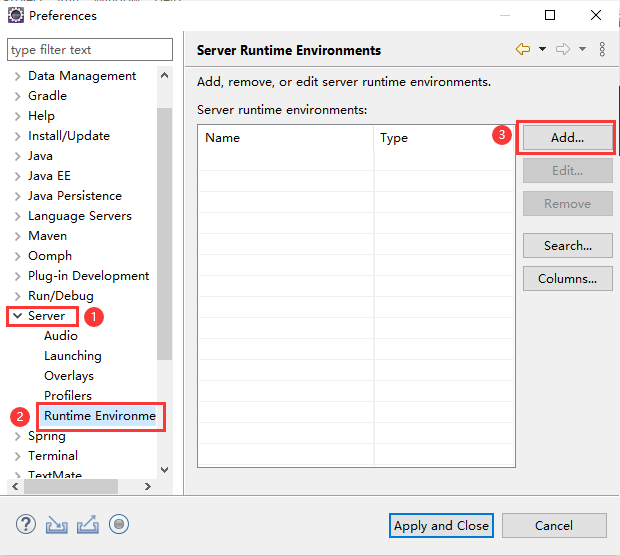 Preferences
type filter text
Data Management
Gradle
Help
Install/Update
Java
Java EE
Java Persistence
Language Servers
Maven
Oomph
Plug-in Development
Run/Debug
Server
1
Audio
Launching
Overlays
Profilers
2
Runtime Environme
Spring
Terminal
TextMate
Server Runtime Environments
Add, remove, or edit server runtime environments.
Server runtime environments:
Name Type
3
Add...
Edit...
Remove
Search...
Columns...
?
Apply and Close Cancel